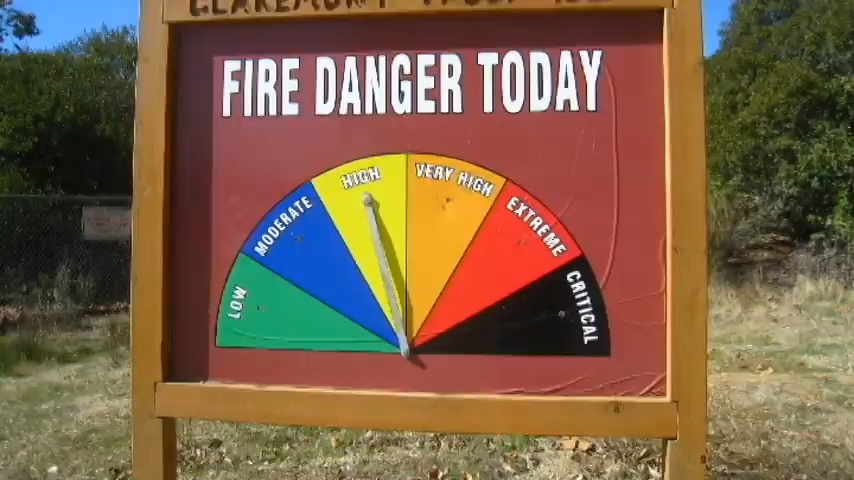 FIRE DANGER TODAY
HIGH
VERY HIGH
MODERATE
EXTREME
LOW
CRITICAL